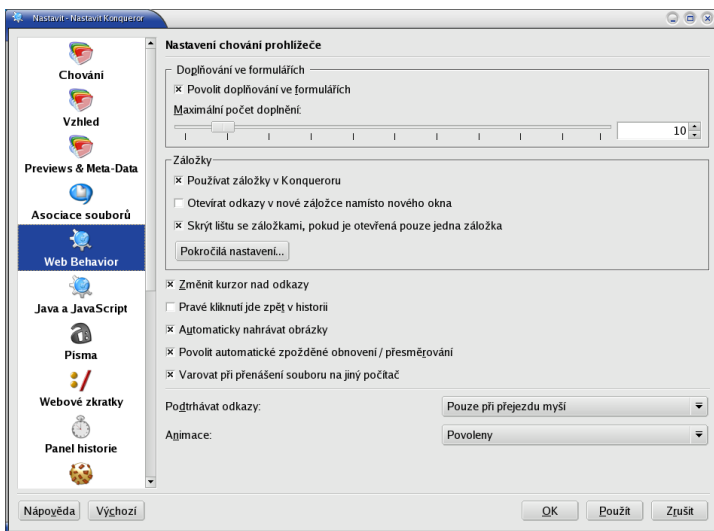 Nastavit - Nastavit Konqueror
Chování
Vzhled
Previews & Meta-Data
Asociace souborů
Web Behavior
Java a JavaScript
Písma
Webové zkratky
Panel historie
Nastavení chování prohlížeče
Doplňování ve formulářích
Povolit doplňování ve formulářích
Maximální počet doplnění:
10
Záložky
Používat záložky v Konqueroru
Otevírat odkazy v nové záložce namísto nového okna
Skrýt lištu se záložkami, pokud je otevřená pouze jedna záložka
Pokročilá nastavení...
Změnit kurzor nad odkazy
Pravé kliknutí jde zpět v historii
Automaticky nahrávat obrázky
Povolit automatické zpožděné obnovení / přesměrování
Varovat při přenášení souboru na jiný počítač
Podtrhávat odkazy: Pouze při přejezdu myší
Animace: Povoleny
Nápověda Výchozí OK Použít Zrušit